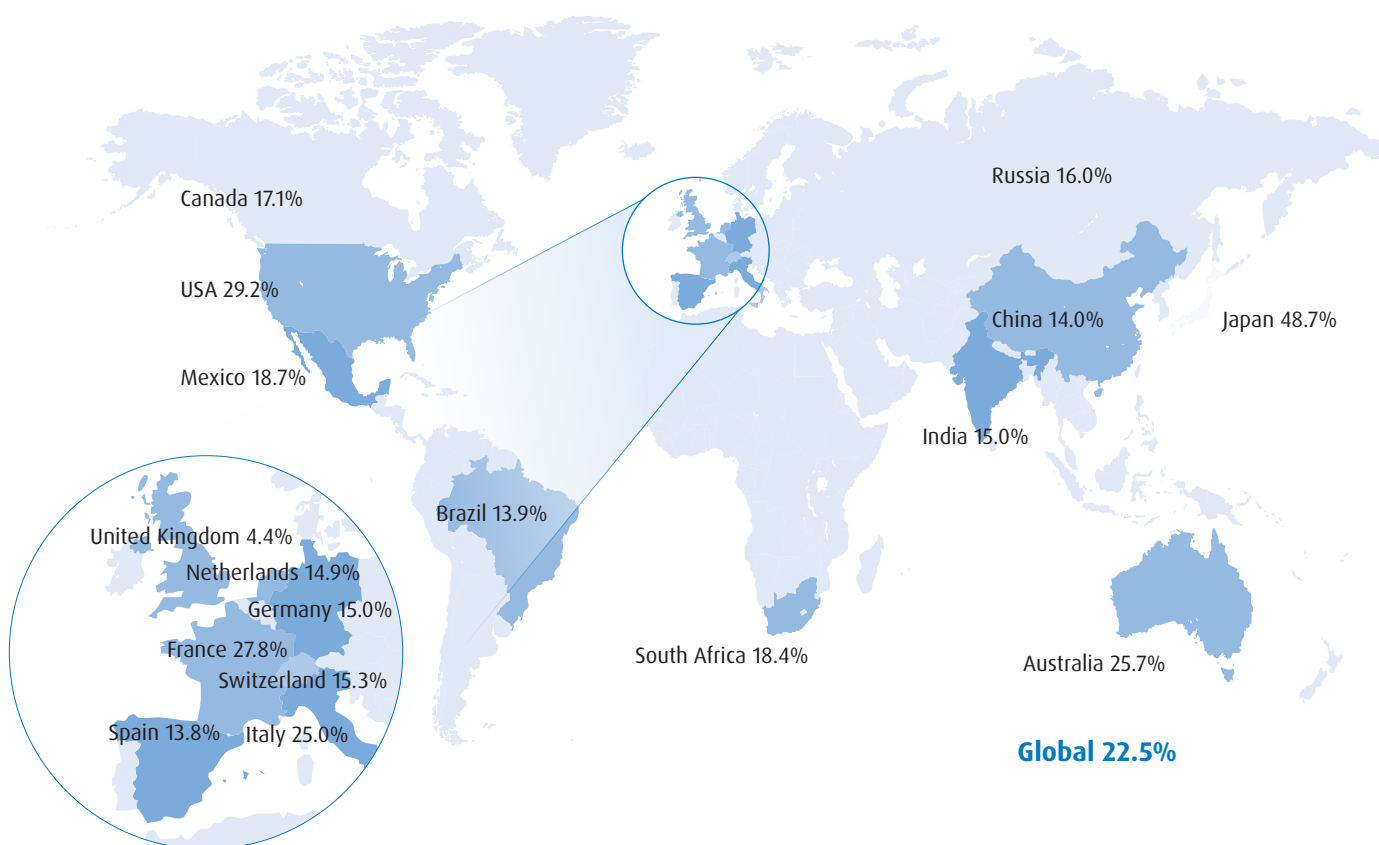 Canada 17.1%
Russia 16.0%
USA 29.2%
China 14.0%
Japan 48.7%
Mexico 18.7%
India 15.0%
Brazil 13.9%
United Kingdom 4.4%
Netherlands 14.9%
Germany 15.0%
France 27.8%
Switzerland 15.3%
Spain 13.8%
Italy 25.0%
South Africa 18.4%
Australia 25.7%
Global 22.5%